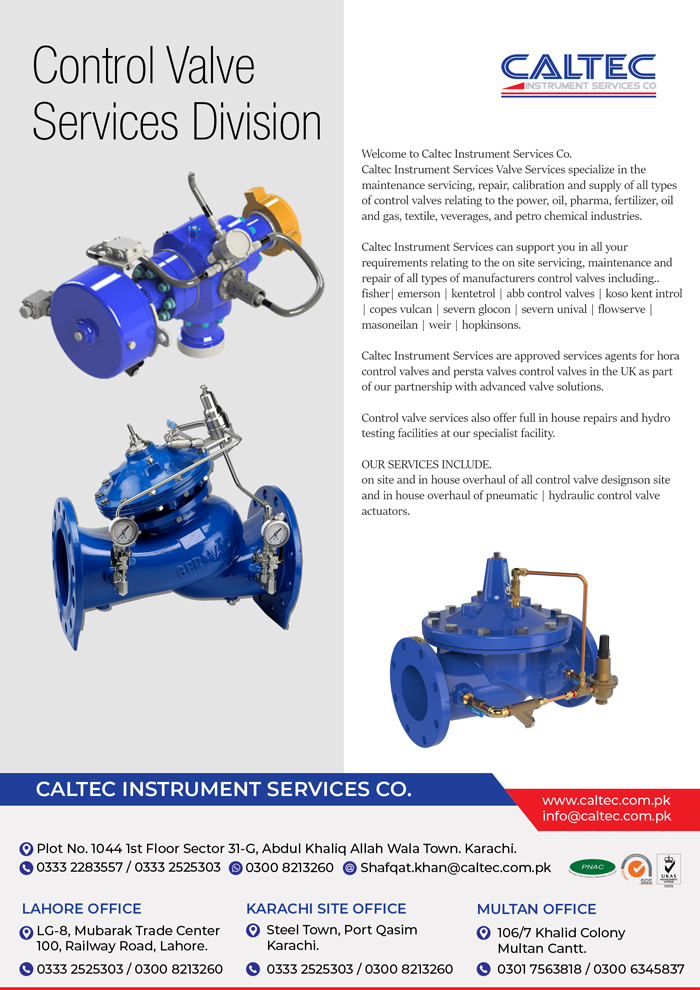 Control Valve
Services Division
CALTEC
INSTRUMENT SERVICES CO
Welcome to Caltec Instrument Services Co.
Caltec Instrument Services Valve Services specialize in the
maintenance servicing, repair, calibration and supply of all types
of control valves relating to the power, oil, pharma, fertilizer, oil
and gas, textile, veverages, and petro chemical industries.
Caltec Instrument Services can support you in all your
requirements relating to the on site servicing, maintenance and
repair of all types of manufacturers control valves including..
fisher| emerson | kentetrol | abb control valves | koso kent introl
| copes vulcan | severn glocon | severn unival | flowserve |
masoneilan | weir | hopkinsons.
Caltec Instrument Services are approved services agents for hora
control valves and persta valves control valves in the UK as part
of our partnership with advanced valve solutions.
Control valve services also offer full in house repairs and hydro
testing facilities at our specialist facility.
OUR SERVICES INCLUDE.
on site and in house overhaul of all control valve designson site
and in house overhaul of pneumatic | hydraulic control valve
actuators.
BERMAD
CALTEC INSTRUMENT SERVICES CO.
www.caltec.com.pk
info@caltec.com.pk
Plot No. 1044 1st Floor Sector 31-G, Abdul Khaliq Allah Wala Town. Karachi.
0333 2283557 / 0333 2525303 0300 8213260 Shafqat.khan@caltec.com.pk
PNAC
SGS
UKAS
LAHORE OFFICE
LG-8, Mubarak Trade Center
100, Railway Road, Lahore.
0333 2525303 / 0300 8213260
KARACHI SITE OFFICE
Steel Town, Port Qasim
Karachi.
0333 2525303 / 0300 8213260
MULTAN OFFICE
106/7 Khalid Colony
Multan Cantt.
0301 7563818 / 0300 6345837